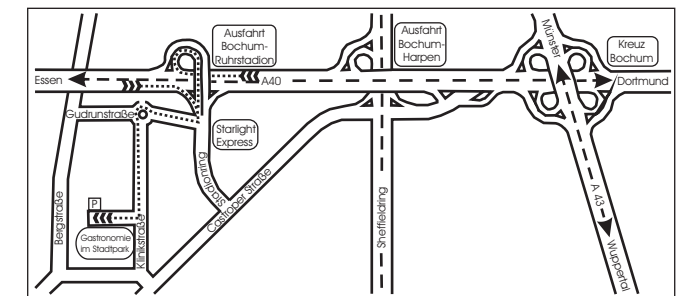 Ausfahrt
Bochum-
Ruhrstadion
Ausfahrt
Bochum-
Harpen
Münster
Kreuz
Bochum
Essen
A40
Dortmund
Gudrunstraße
Starlight
Express
Stadionring
Castroper Straße
Sheffieldring
A 43
Wuppertal
Bergstraße
P
Gastronomie
im Stadtpark
Klinikstraße